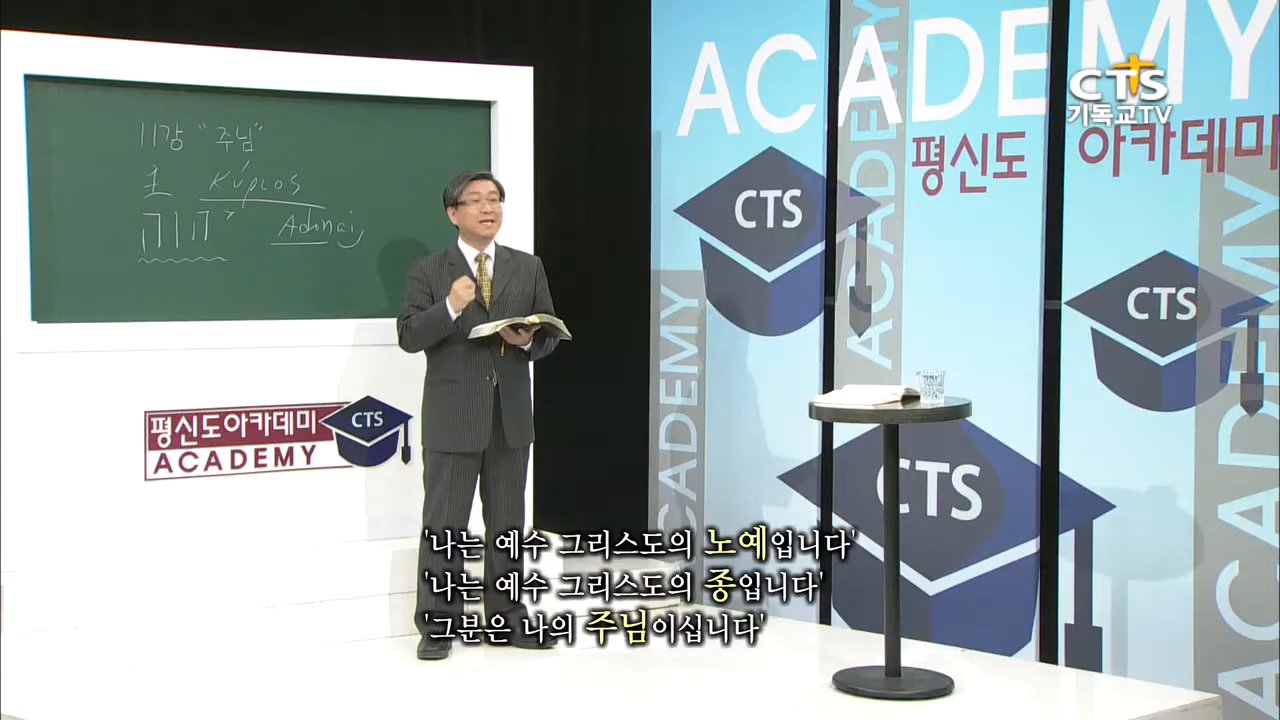 11강 "주님"
主 Κύριος
יהוה
Adonai
평신도아카데미 CTS
ACADEMY
ACADEMY
평신도 아카데미
CTS
기독교TV
CTS
CTS
CTS
ACADEMY
ACADEMY
ACADEMY
ACADEMY
'나는 예수 그리스도의 노예입니다'
'나는 예수 그리스도의 종입니다'
'그분은 나의 주님이십니다'